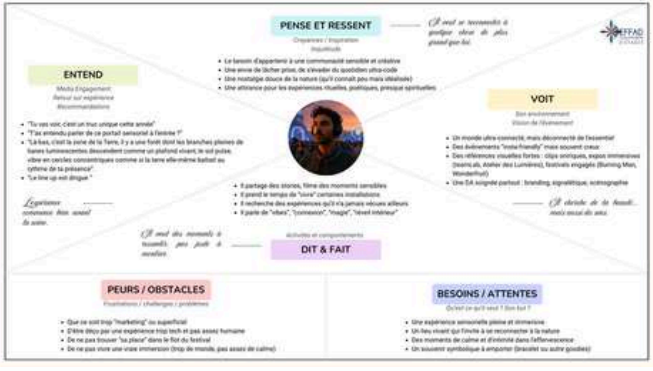 PENSE ET RESSENT
Croyances / Inspiration
Inquiétude
Il veut se reconnecter à
quelque chose de plus
grand que lui.
EFFAD
Le besoin d'appartenir à une communauté sensible et créative
Une envie de lâcher prise, de s'évader du quotidien ultra-codé
Une nostalgie douce de la nature (qu'il connaît peu mais idéalisée)
Une attirance pour les expériences rituelles, poétiques, presque spirituelles
ENTEND
Media Engagement
Retour sur expérience
Recommandations
"Tu vas voir, c'est un truc unique cette année"
"T'as entendu parler de ce portail sensoriel à l'entrée ?"
"Là-bas, c'est la zone de la Terre, il y a une forêt dont les branches pleines de
banes luminescentes descendent comme un plafond vivant, le sol pulse,
vibre en cercles concentriques comme si la terre elle-même battait au
rythme de ta présence"
"Le line up est dingue "
L'expérience
commence bien avant
la scène.
VOIT
Son environnement
Vision de l'événement
Un monde ultra-connecté, mais déconnecté de l'essentiel
Des événements "insta-friendly" mais souvent creux
Des références visuelles fortes : clips oniriques, expos immersives
(teamLab, Atelier des Lumières), festivals engagés (Burning Man,
Wonderfruit)
Une DA soignée partout : branding, signalétique, scénographie
Il cherche de la beauté...
mais aussi du sens.
Il partage des stories, filme des moments sensibles
Il prend le temps de "vivre" certaines installations
Il recherche des expériences qu'il n'a jamais vécues ailleurs
Il parle de "vibes", "connexion", "magie", "réveil intérieur"
Il veut des moments à
ressentir, pas juste à
montrer.
Activités et comportements
DIT & FAIT
PEURS / OBSTACLES
Frustrations / challenges / problèmes
Que ce soit trop "marketing" ou superficiel
D'être déçu par une expérience trop tech et pas assez humaine
De ne pas trouver "sa place" dans le flot du festival
De ne pas vivre une vraie immersion (trop de monde, pas assez de calme)
BESOINS / ATTENTES
Qu'est ce qu'il veut ? Son but ?
Une expérience sensorielle pleine et immersive
Un lieu vivant qui l'invite à se reconnecter à la nature
Des moments de calme et d'intimité dans l'effervescence
Un souvenir symbolique à emporter (bracelet ou autre goodies)